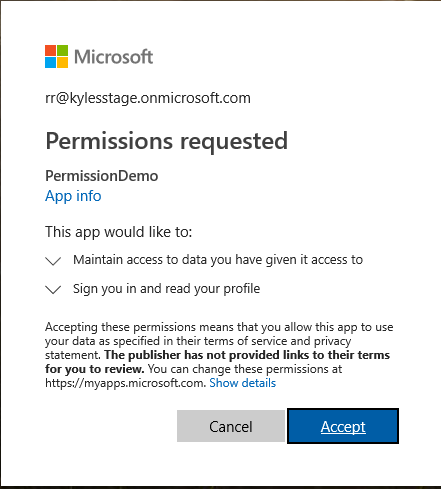 Microsoft
rr@kylesstage.onmicrosoft.com
Permissions requested
PermissionDemo
App info
This app would like to:
Maintain access to data you have given it access to
Sign you in and read your profile
Accepting these permissions means that you allow this app to use
your data as specified in their terms of service and privacy
statement. The publisher has not provided links to their terms
for you to review. You can change these permissions at
https://myapps.microsoft.com. Show details
Cancel Accept